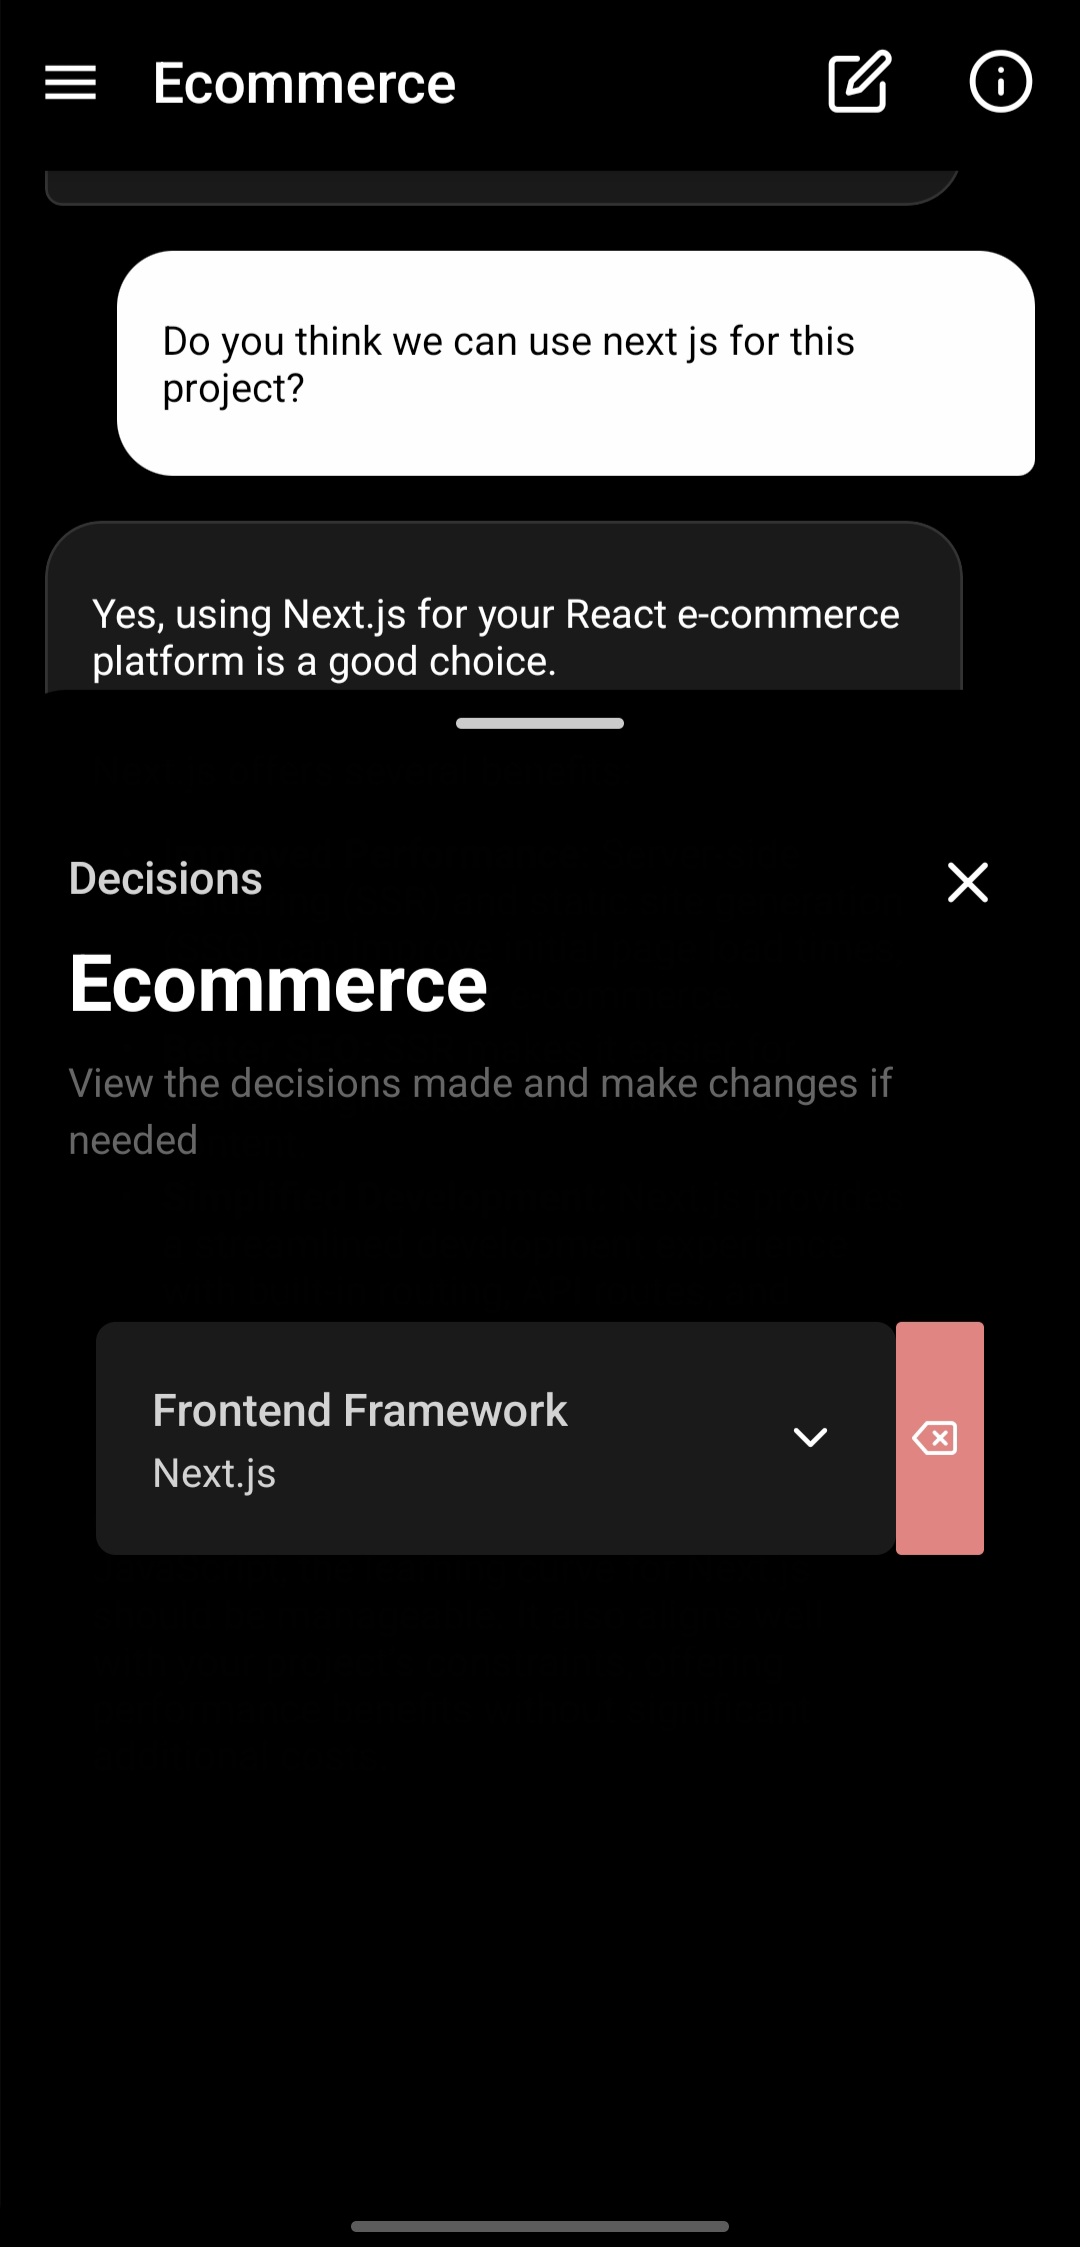 Ecommerce
Do you think we can use next js for this
project?
Yes, using Next.js for your React e-commerce
platform is a good choice.
Decisions
Ecommerce
View the decisions made and make changes if
needed
Frontend Framework
Next.js